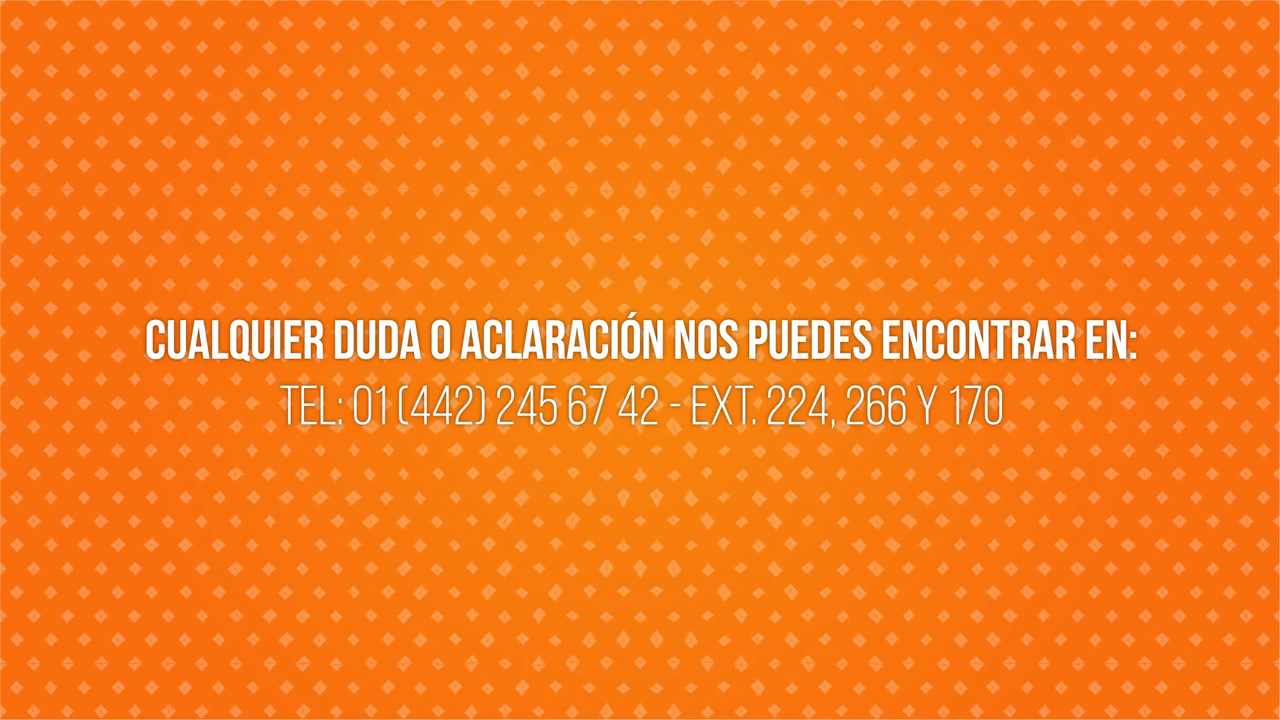 CUALQUIER DUDA O ACLARACIÓN NOS PUEDES ENCONTRAR EN:
TEL: 01 (442) 245 67 42 - EXT. 224, 266 Y 170